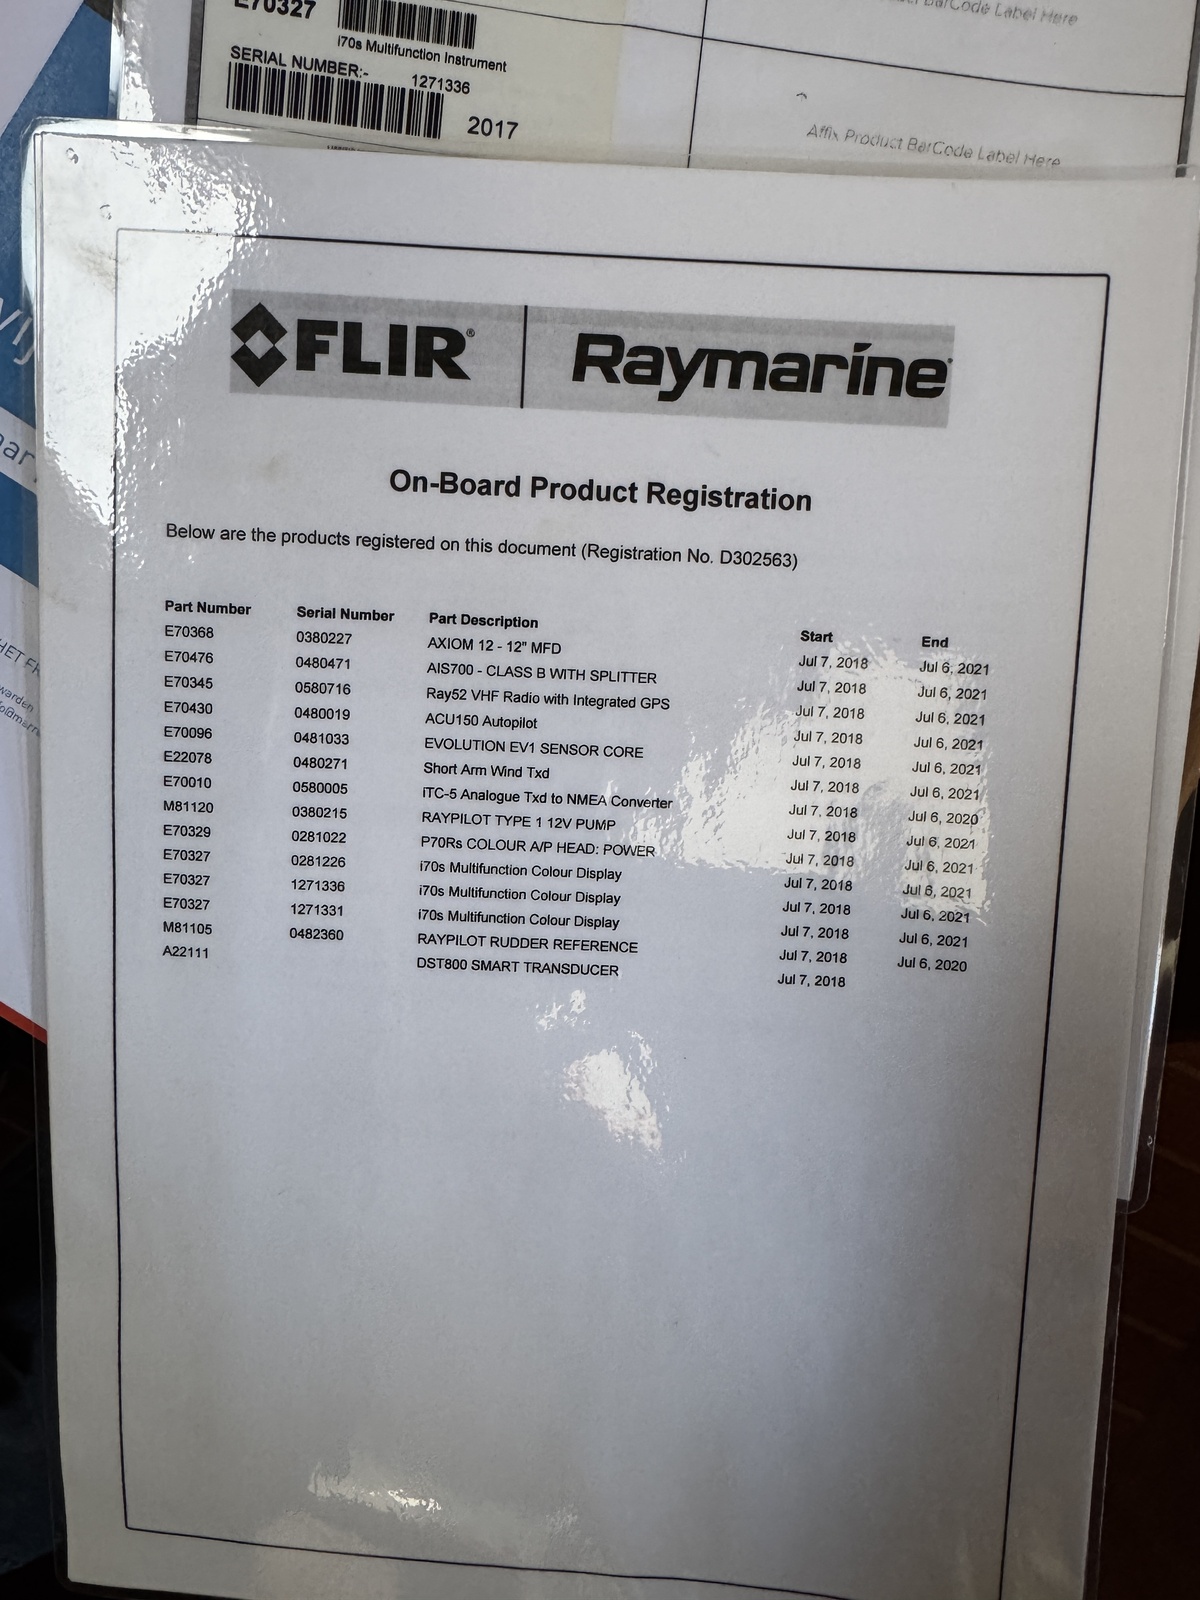 E70327
i70s Multifunction Instrument
SERIAL NUMBER:- 1271336
2017
BarCode Label Here
Affix Product BarCode Label Here
FLIR® Raymarine®
On-Board Product Registration
Below are the products registered on this document (Registration No. D302563)
Part Number Serial Number Part Description Start End
E70368 0380227 AXIOM 12 - 12" MFD Jul 7, 2018 Jul 6, 2021
E70476 0480471 AIS700 - CLASS B WITH SPLITTER Jul 7, 2018 Jul 6, 2021
E70345 0580716 Ray52 VHF Radio with Integrated GPS Jul 7, 2018 Jul 6, 2021
E70430 0480019 ACU150 Autopilot Jul 7, 2018 Jul 6, 2021
E70096 0481033 EVOLUTION EV1 SENSOR CORE Jul 7, 2018 Jul 6, 2021
E22078 0480271 Short Arm Wind Txd Jul 7, 2018 Jul 6, 2021
E70010 0580005 iTC-5 Analogue Txd to NMEA Converter Jul 7, 2018 Jul 6, 2020
M81120 0380215 RAYPILOT TYPE 1 12V PUMP Jul 7, 2018 Jul 6, 2021
E70329 0281022 P70Rs COLOUR A/P HEAD: POWER Jul 7, 2018 Jul 6, 2021
E70327 0281226 i70s Multifunction Colour Display Jul 7, 2018 Jul 6, 2021
E70327 1271336 i70s Multifunction Colour Display Jul 7, 2018 Jul 6, 2021
E70327 1271331 i70s Multifunction Colour Display Jul 7, 2018 Jul 6, 2021
M81105 0482360 RAYPILOT RUDDER REFERENCE Jul 7, 2018 Jul 6, 2020
A22111 DST800 SMART TRANSDUCER Jul 7, 2018